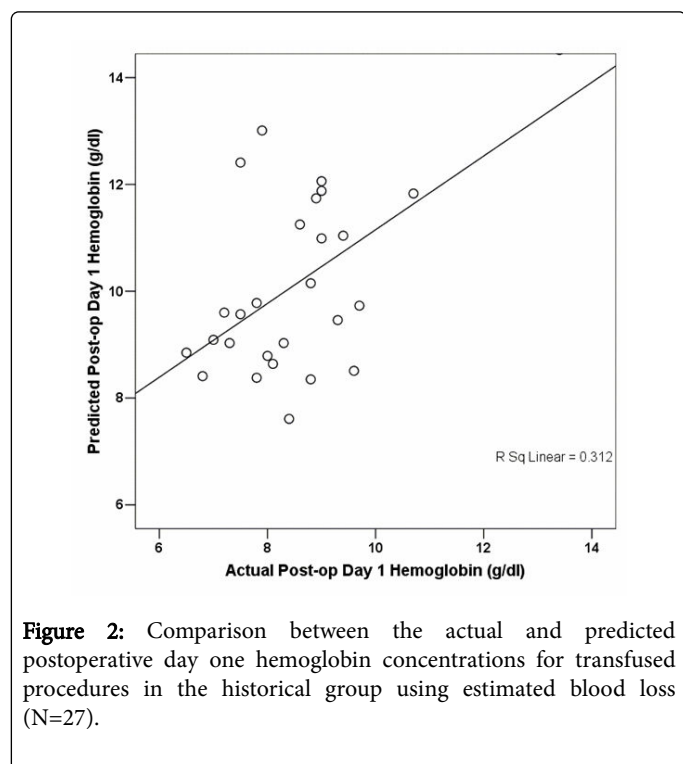 14
12
10
8
6
Predicted Post-op Day 1 Hemoglobin (g/dl)
R Sq Linear = 0.312
6 8 10 12 14
Actual Post-op Day 1 Hemoglobin (g/dl)
Figure 2: Comparison between the actual and predicted
postoperative day one hemoglobin concentrations for transfused
procedures in the historical group using estimated blood loss
(N=27).